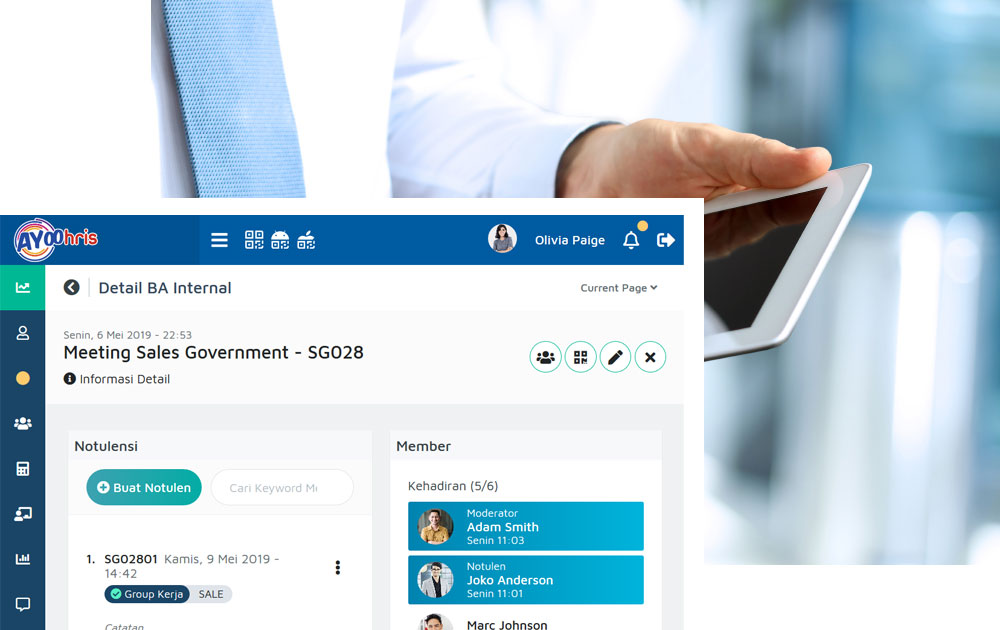 AYOOhris
Olivia Paige
Detail BA Internal
Current Page
Senin, 6 Mei 2019 - 22:53
Meeting Sales Government - SG028
Informasi Detail
Notulensi
Buat Notulen
Cari Keyword Me
1. SG02801 Kamis, 9 Mei 2019 -
14:42
Group Kerja SALE
Catatan
Member
Kehadiran (5/6)
Moderator
Adam Smith
Senin 11:03
Notulen
Joko Anderson
Senin 11:01
Marc Johnson